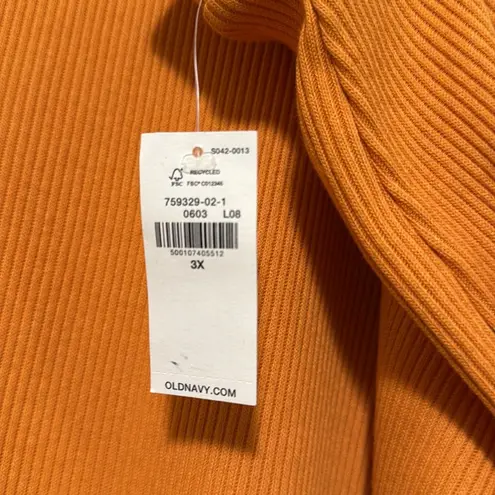 S042-0013
RECYCLED
FSC FSC® C012346
759329-02-1
0603 L08
500107405512
3X
OLDNAVY.COM